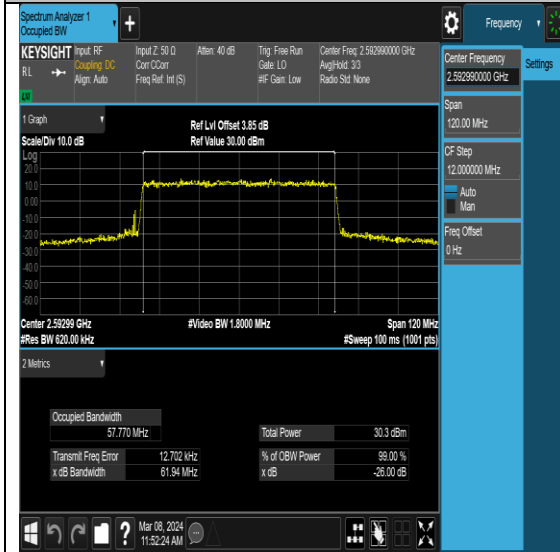 Spectrum Analyzer 1
Occupied BW
Frequency
KEYSIGHT
Input: RF
Input Z: 50 Ω
Atten: 40 dB
Trig: Free Run
Center Freq: 2.592990000 GHz
RL
Coupling: DC
Corr CCorr
Gate: LO
Avg|Hold: 3/3
Align: Auto
Freq Ref: Int (S)
#IF Gain: Low
Radio Std: None
Center Frequency
2.592990000 GHz
Settings
Span
120.00 MHz
CF Step
12.000000 MHz
Auto
Man
Freq Offset
0 Hz
1 Graph
Ref Lvl Offset 3.85 dB
Scale/Div 10.0 dB
Ref Value 30.00 dBm
Log
20.0
10.0
0.00
-10.0
-20.0
-30.0
-40.0
-50.0
-60.0
Center 2.59299 GHz
#Video BW 1.8000 MHz
Span 120 MHz
#Res BW 620.00 kHz
#Sweep 100 ms (1001 pts)
2 Metrics
Occupied Bandwidth
57.770 MHz
Total Power
30.3 dBm
Transmit Freq Error
12.702 kHz
% of OBW Power
99.00 %
x dB Bandwidth
61.94 MHz
x dB
-26.00 dB
Mar 08, 2024
11:52:24 AM